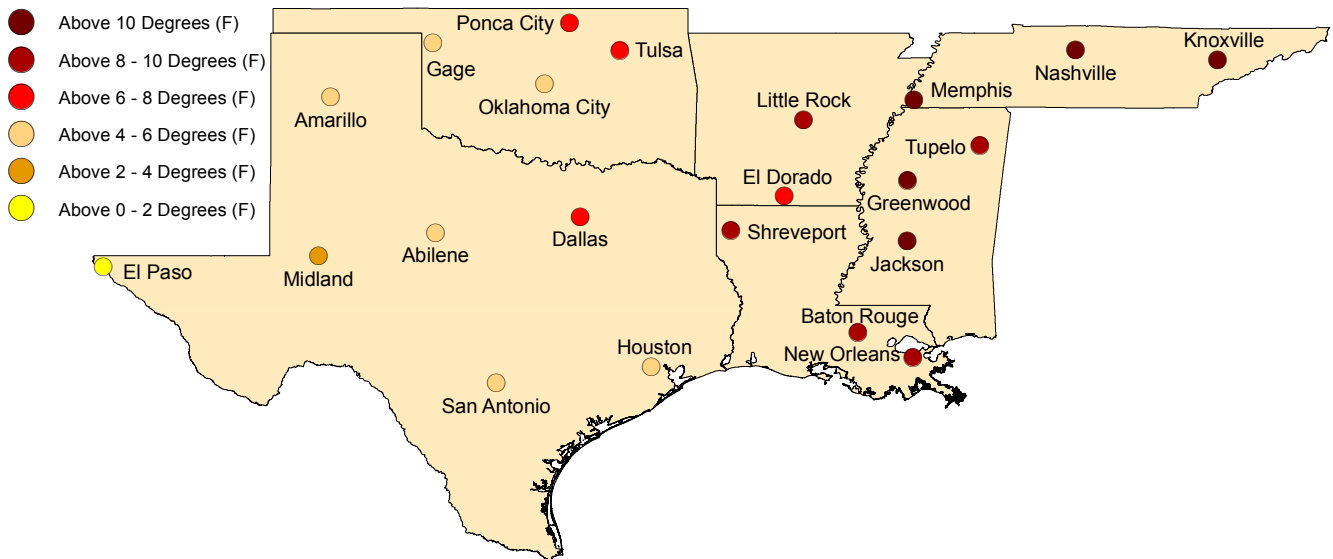 Above 10 Degrees (F)
Above 8 - 10 Degrees (F)
Above 6 - 8 Degrees (F)
Above 4 - 6 Degrees (F)
Above 2 - 4 Degrees (F)
Above 0 - 2 Degrees (F)
Ponca City
Tulsa
Gage
Oklahoma City
Amarillo
Little Rock
El Dorado
Memphis
Nashville
Knoxville
Tupelo
Greenwood
Jackson
Shreveport
Dallas
Abilene
Midland
El Paso
Baton Rouge
New Orleans
Houston
San Antonio